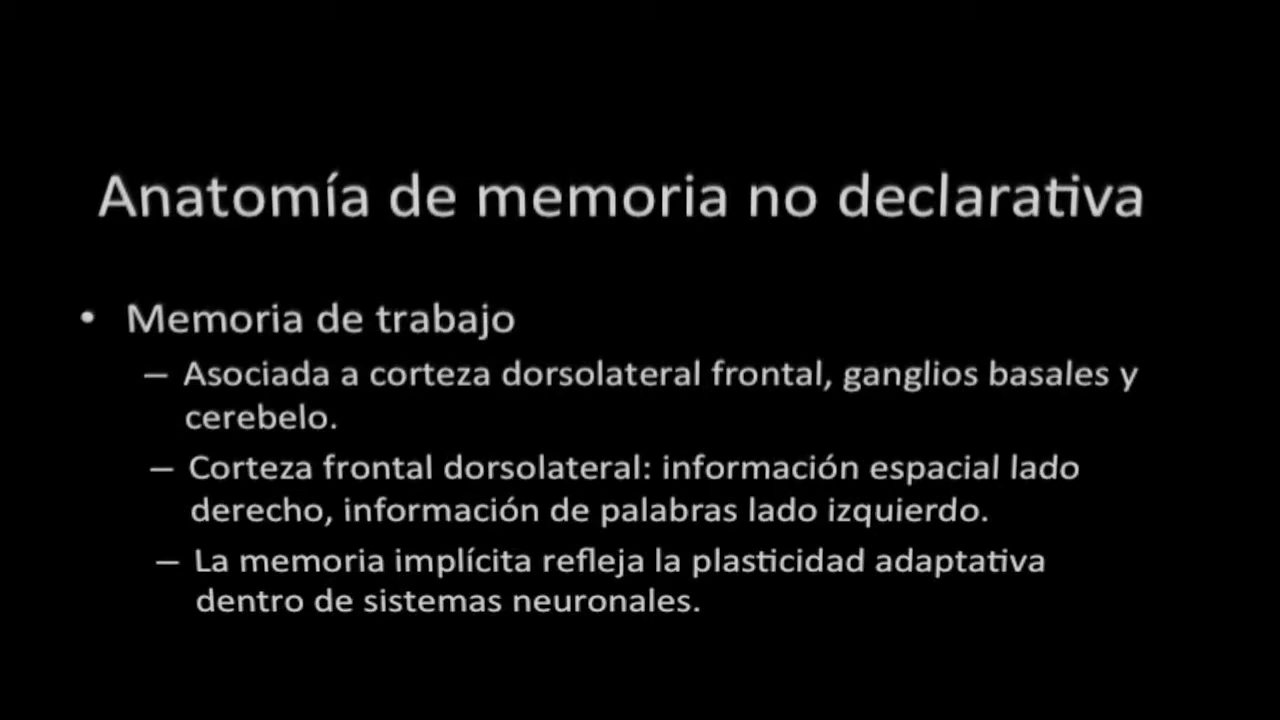 Anatomía de memoria no declarativa
• Memoria de trabajo
– Asociada a corteza dorsolateral frontal, ganglios basales y
cerebelo.
– Corteza frontal dorsolateral: información espacial lado
derecho, información de palabras lado izquierdo.
– La memoria implícita refleja la plasticidad adaptativa
dentro de sistemas neuronales.